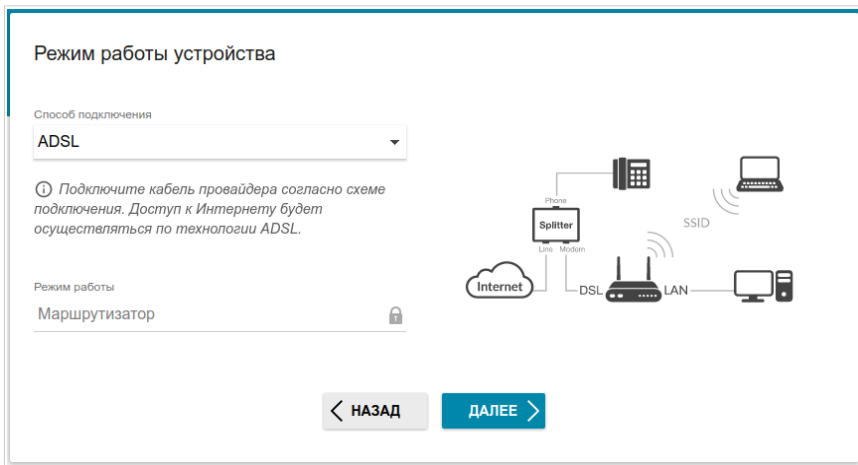 Режим работы устройства
Способ подключения
ADSL
Подключите кабель провайдера согласно схеме
подключения. Доступ к Интернету будет
осуществляться по технологии ADSL.
Режим работы
Маршрутизатор
Phone
Splitter
Line Modem
SSID
Internet
DSL
LAN
НАЗАД
ДАЛЕЕ